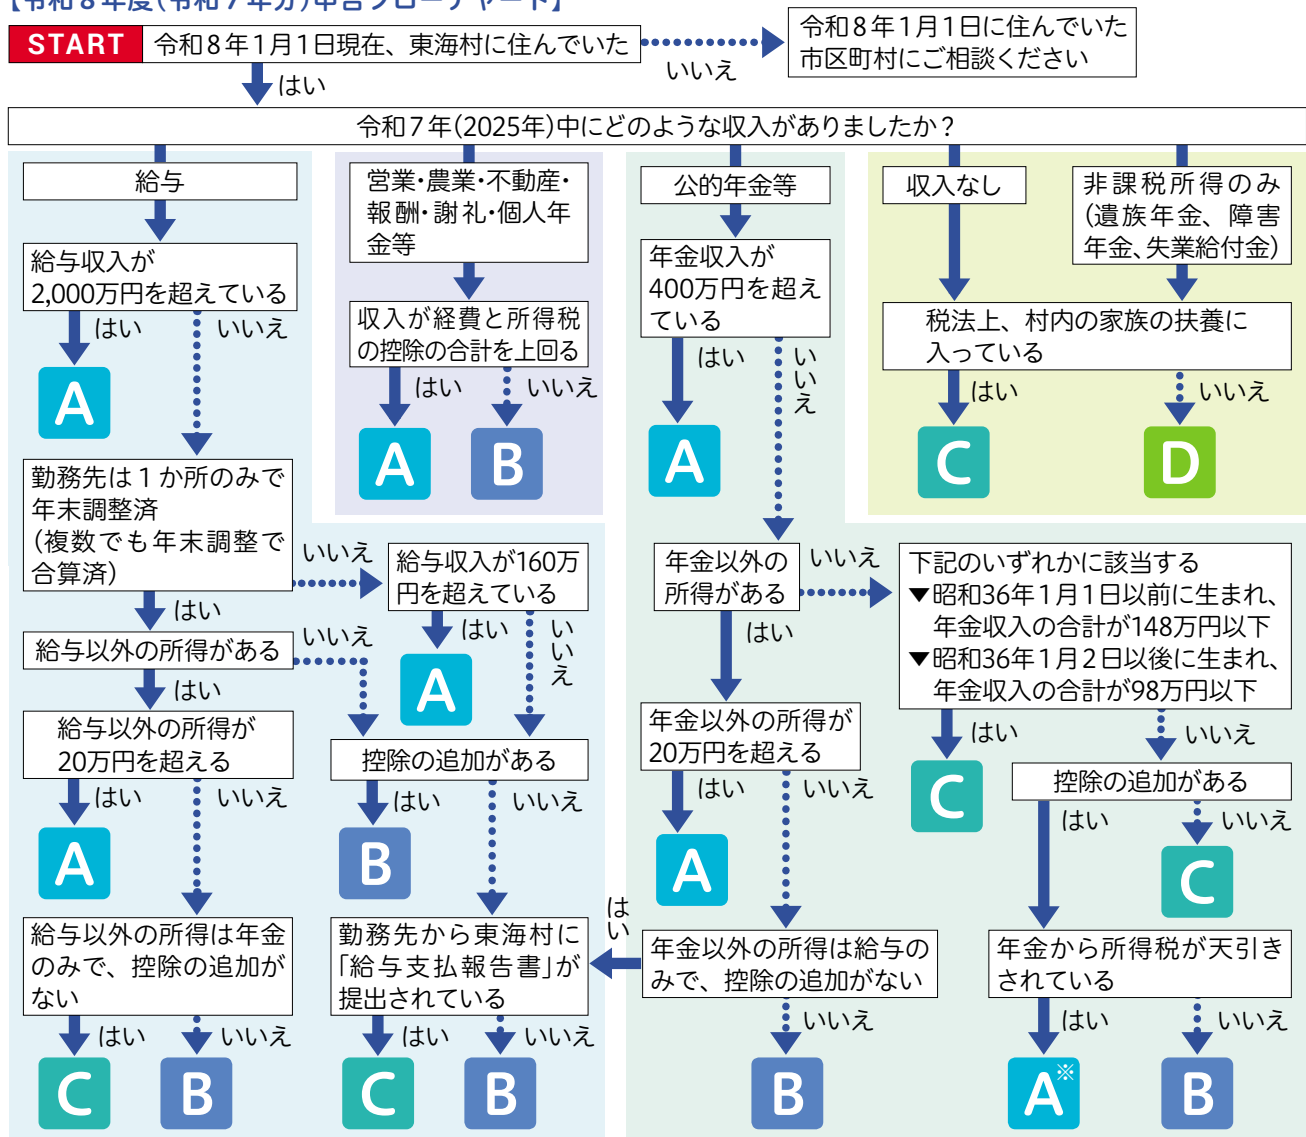 【令和８年度(令和７年分)申告フローチャート】
START
令和８年１月１日現在、東海村に住んでいた
いいえ
令和８年１月１日に住んでいた
市区町村にご相談ください
はい
令和７年(2025年)中にどのような収入がありましたか？
給与
給与収入が
2,000万円を超えている
はい
いいえ
A
勤務先は１か所のみで
年末調整済
(複数でも年末調整で
合算済)
いいえ
はい
給与収入が160万
円を超えている
はい
いいえ
A
給与以外の所得がある
いいえ
はい
給与以外の所得が
20万円を超える
はい
いいえ
A
控除の追加がある
はい
いいえ
B
給与以外の所得は年金
のみで、控除の追加が
ない
はい
いいえ
C
B
勤務先から東海村に
「給与支払報告書」が
提出されている
はい
いいえ
C
B
営業・農業・不動産・
報酬・謝礼・個人年
金等
収入が経費と所得税
の控除の合計を上回る
はい
いいえ
A
B
公的年金等
年金収入が
400万円を超え
ている
はい
いいえ
A
年金以外の
所得がある
いいえ
はい
年金以外の所得が
20万円を超える
はい
いいえ
A
年金以外の所得は給与の
みで、控除の追加がない
はい
いいえ
B
下記のいずれかに該当する
▼昭和36年１月１日以前に生まれ、
年金収入の合計が148万円以下
▼昭和36年１月２日以後に生まれ、
年金収入の合計が98万円以下
はい
いいえ
C
控除の追加がある
はい
いいえ
C
年金から所得税が天引き
されている
はい
いいえ
A※
B
収入なし
非課税所得のみ
(遺族年金、障害
年金、失業給付金)
税法上、村内の家族の扶養に
入っている
はい
いいえ
C
D